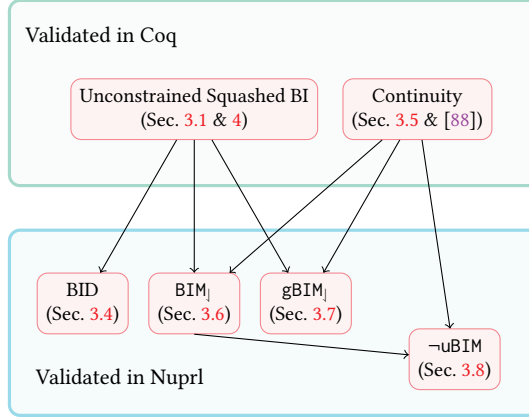 Validated in Coq
Unconstrained Squashed BI
(Sec. 3.1 & 4)
Continuity
(Sec. 3.5 & [88])
BID
(Sec. 3.4)
BIM⇃
(Sec. 3.6)
gBIM⇃
(Sec. 3.7)
¬uBIM
(Sec. 3.8)
Validated in Nuprl